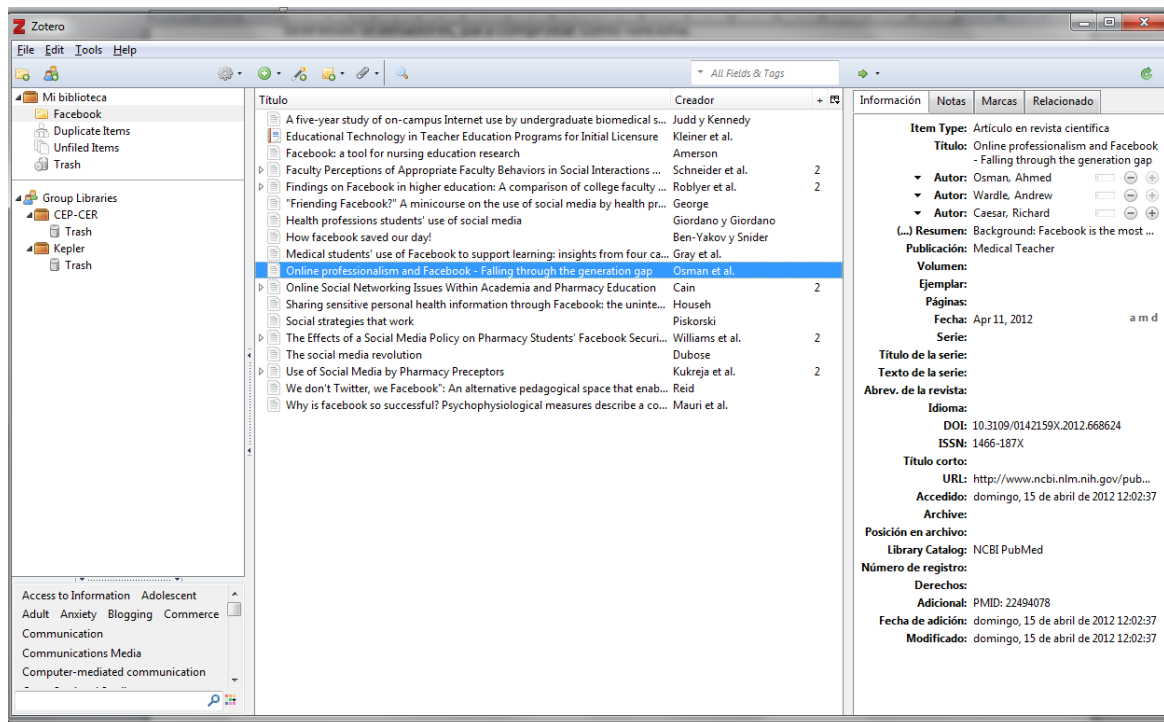 Zotero
File Edit Tools Help
All Fields & Tags
Mi biblioteca
Facebook
Duplicate Items
Unfiled Items
Trash
Group Libraries
CEP-CER
Trash
Kepler
Trash
Access to Information Adolescent
Adult Anxiety Blogging Commerce
Communication
Communications Media
Computer-mediated communication
Título Creador +
A five-year study of on-campus Internet use by undergraduate biomedical s... Judd y Kennedy
Educational Technology in Teacher Education Programs for Initial Licensure Kleiner et al.
Facebook: a tool for nursing education research Amerson
Faculty Perceptions of Appropriate Faculty Behaviors in Social Interactions ... Schneider et al. 2
Findings on Facebook in higher education: A comparison of college faculty ... Roblyer et al. 2
"Friending Facebook?" A minicourse on the use of social media by health pr... George
Health professions students' use of social media Giordano y Giordano
How facebook saved our day! Ben-Yakov y Snider
Medical students' use of Facebook to support learning: insights from four ca... Gray et al.
Online professionalism and Facebook - Falling through the generation gap Osman et al.
Online Social Networking Issues Within Academia and Pharmacy Education Cain 2
Sharing sensitive personal health information through Facebook: the uninte... Househ
Social strategies that work Piskorski
The Effects of a Social Media Policy on Pharmacy Students' Facebook Securi... Williams et al. 2
The social media revolution Dubose
Use of Social Media by Pharmacy Preceptors Kukreja et al. 2
We don't Twitter, we Facebook": An alternative pedagogical space that enab... Reid
Why is facebook so successful? Psychophysiological measures describe a co... Mauri et al.
Información Notas Marcas Relacionado
Item Type: Artículo en revista científica
Título: Online professionalism and Facebook
- Falling through the generation gap
Autor: Osman, Ahmed
Autor: Wardle, Andrew
Autor: Caesar, Richard
(...) Resumen: Background: Facebook is the most ...
Publicación: Medical Teacher
Volumen:
Ejemplar:
Páginas:
Fecha: Apr 11, 2012 a m d
Serie:
Título de la serie:
Texto de la serie:
Abrev. de la revista:
Idioma:
DOI: 10.3109/0142159X.2012.668624
ISSN: 1466-187X
Título corto:
URL: http://www.ncbi.nlm.nih.gov/pub...
Accedido: domingo, 15 de abril de 2012 12:02:37
Archive:
Posición en archivo:
Library Catalog: NCBI PubMed
Número de registro:
Derechos:
Adicional: PMID: 22494078
Fecha de adición: domingo, 15 de abril de 2012 12:02:37
Modificado: domingo, 15 de abril de 2012 12:02:37